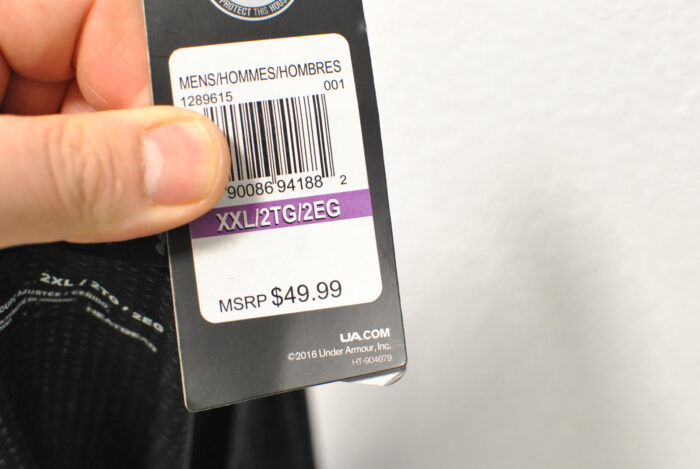 PROTECT THIS HOUSE
MENS/HOMMES/HOMBRES
1289615 001
90086 94188 2
XXL/2TG/2EG
MSRP $49.99
UA.COM
©2016 Under Armour, Inc.
HT-904679
2XL / 2TG / 2EG